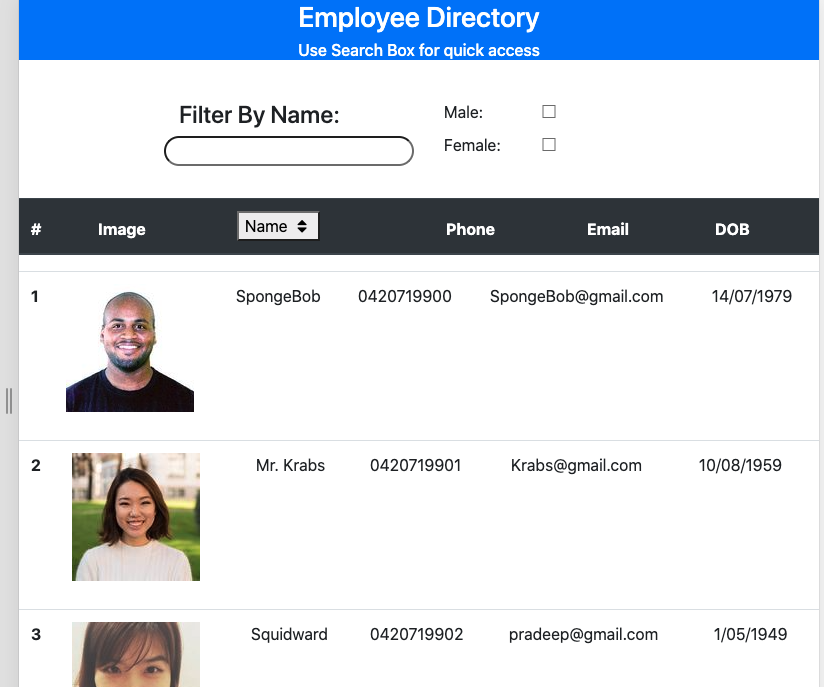 Employee Directory
Use Search Box for quick access
Filter By Name:
Male:
Female:
# Image Name Phone Email DOB
1 SpongeBob 0420719900 SpongeBob@gmail.com 14/07/1979
2 Mr. Krabs 0420719901 Krabs@gmail.com 10/08/1959
3 Squidward 0420719902 pradeep@gmail.com 1/05/1949